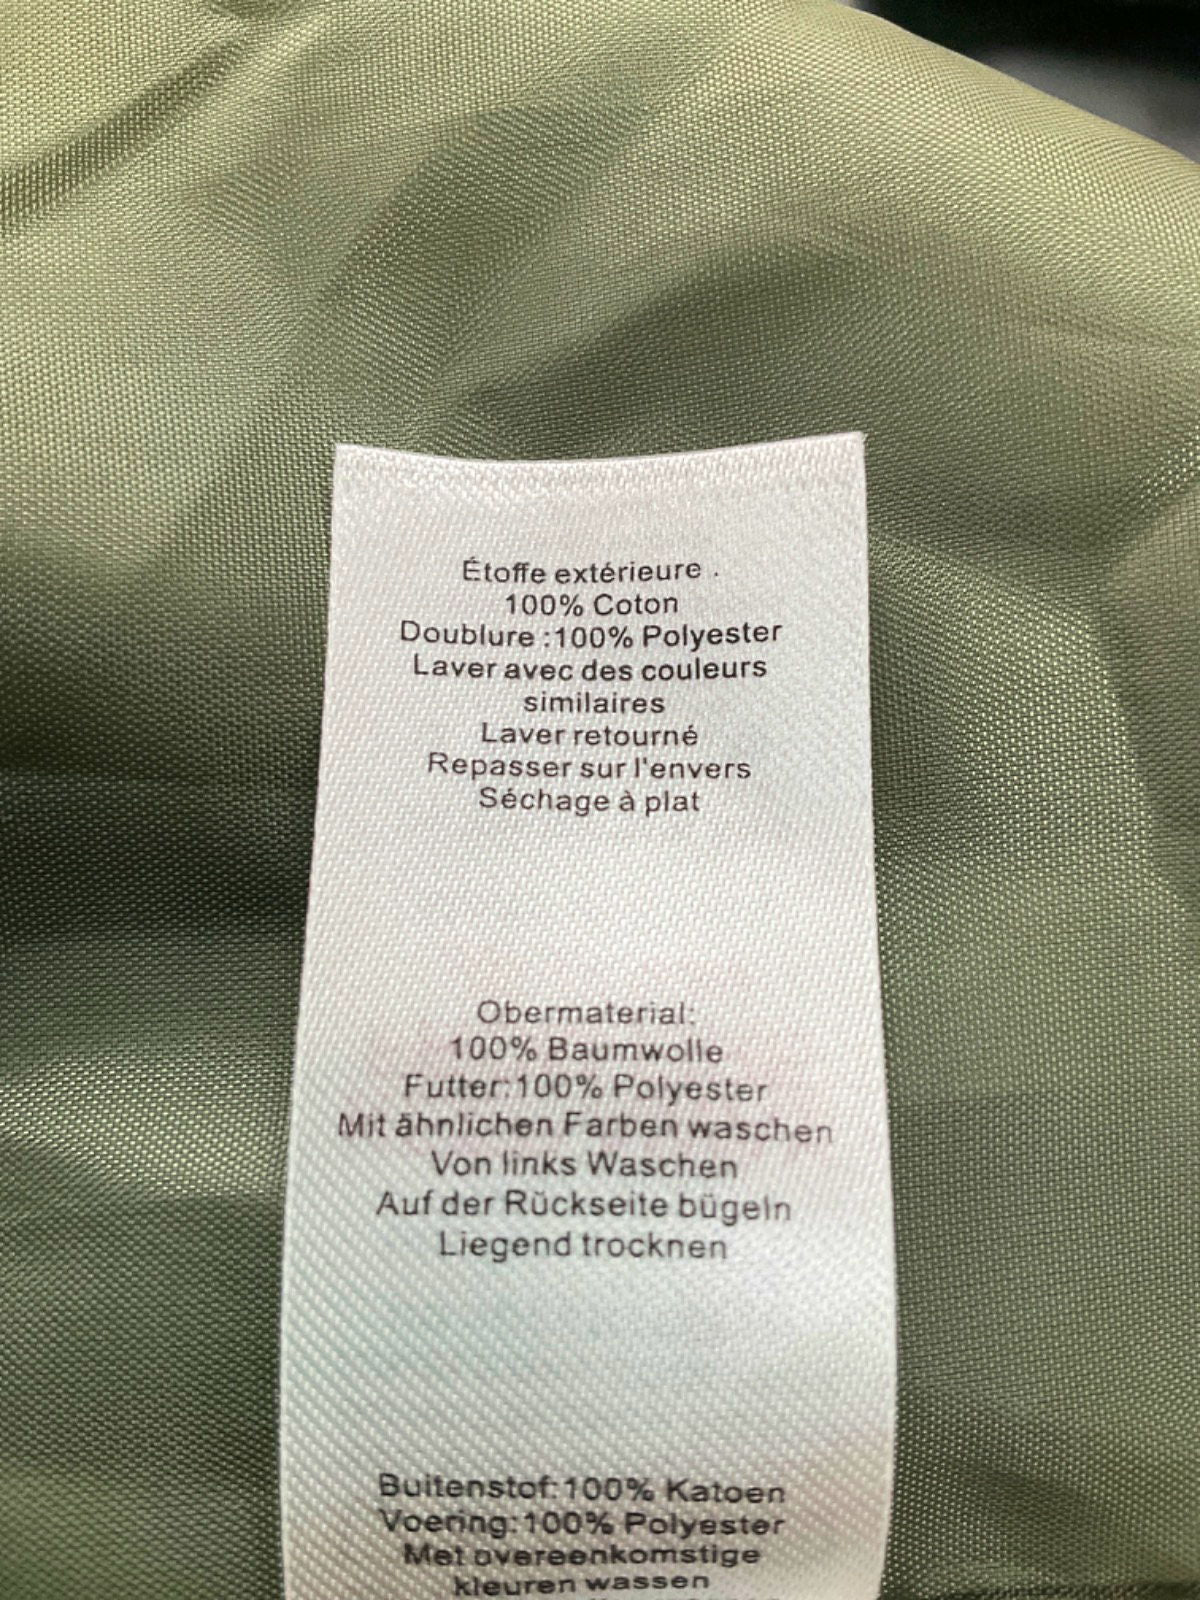 Étoffe extérieure .
100% Coton
Doublure :100% Polyester
Laver avec des couleurs
similaires
Laver retourné
Repasser sur l'envers
Séchage à plat
Obermaterial:
100% Baumwolle
Futter:100% Polyester
Mit ähnlichen Farben waschen
Von links Waschen
Auf der Rückseite bügeln
Liegend trocknen
Buitenstof:100% Katoen
Voering:100% Polyester
Met overeenkomstige
kleuren wassen